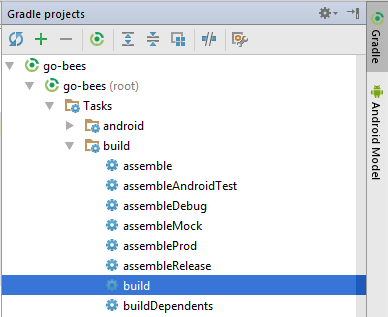 Gradle projects
go-bees
go-bees (root)
Tasks
android
build
assemble
assembleAndroidTest
assembleDebug
assembleMock
assembleProd
assembleRelease
build
buildDependents
Gradle
Android Model